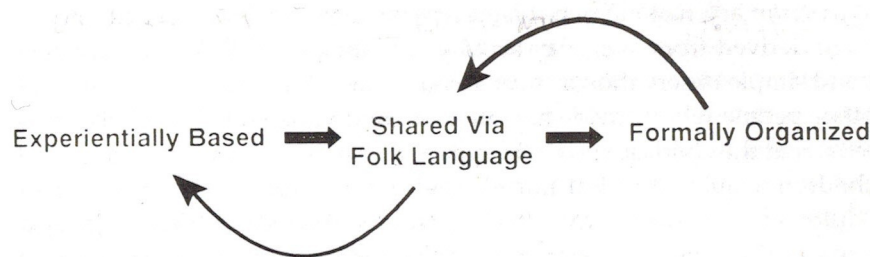 Experientially Based
Shared Via
Folk Language
Formally Organized